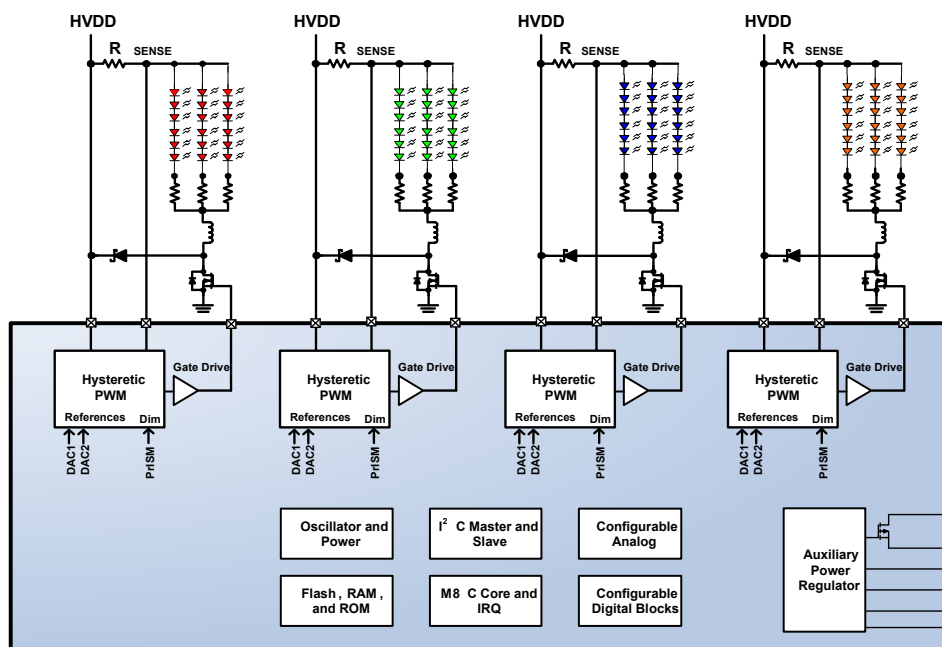 HVDD HVDD HVDD HVDD
R SENSE R SENSE R SENSE R SENSE
Gate Drive Gate Drive Gate Drive Gate Drive
Hysteretic Hysteretic Hysteretic Hysteretic
PWM PWM PWM PWM
References Dim References Dim References Dim References Dim
DAC1 DAC2 PrISM DAC1 DAC2 PrISM DAC1 DAC2 PrISM DAC1 DAC2 PrISM
Oscillator and
Power
I² C Master and
Slave
Configurable
Analog
Flash , RAM ,
and ROM
M8 C Core and
IRQ
Configurable
Digital Blocks
Auxiliary
Power
Regulator